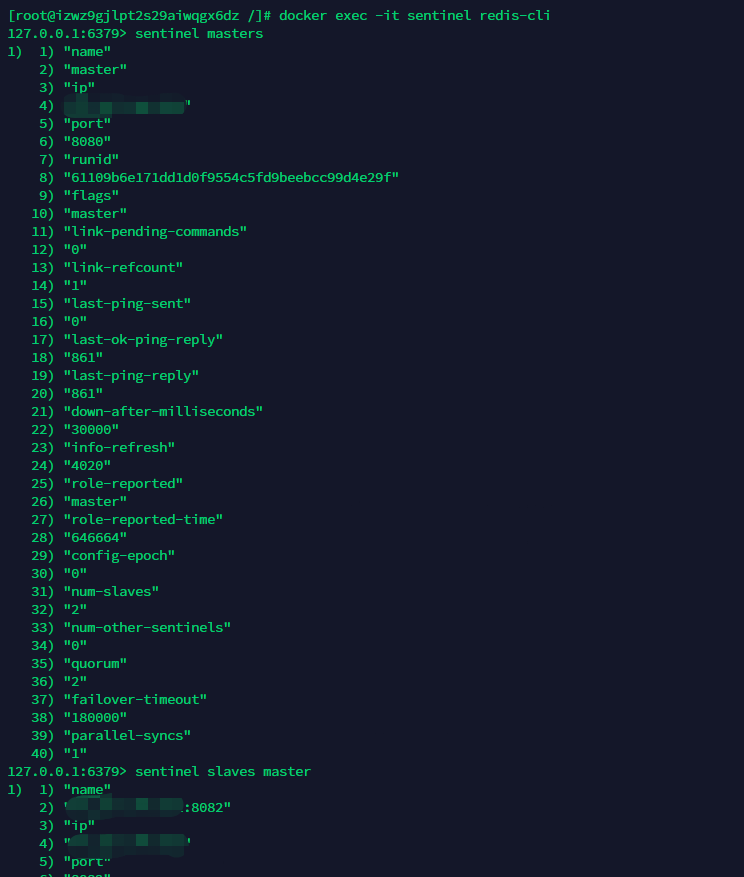 [root@izwz9gjlpt2s29aiwqgx6dz /]# docker exec -it sentinel redis-cli
127.0.0.1:6379> sentinel masters
1)  1) "name"
    2) "master"
    3) "ip"
    4) "
    5) "port"
    6) "8080"
    7) "runid"
    8) "61109b6e171dd1d0f9554c5fd9beebcc99d4e29f"
    9) "flags"
   10) "master"
   11) "link-pending-commands"
   12) "0"
   13) "link-refcount"
   14) "1"
   15) "last-ping-sent"
   16) "0"
   17) "last-ok-ping-reply"
   18) "861"
   19) "last-ping-reply"
   20) "861"
   21) "down-after-milliseconds"
   22) "30000"
   23) "info-refresh"
   24) "4020"
   25) "role-reported"
   26) "master"
   27) "role-reported-time"
   28) "646664"
   29) "config-epoch"
   30) "0"
   31) "num-slaves"
   32) "2"
   33) "num-other-sentinels"
   34) "0"
   35) "quorum"
   36) "2"
   37) "failover-timeout"
   38) "180000"
   39) "parallel-syncs"
   40) "1"
127.0.0.1:6379> sentinel slaves master
1)  1) "name"
    2) ":8082"
    3) "ip"
    4) "
    5) "port"